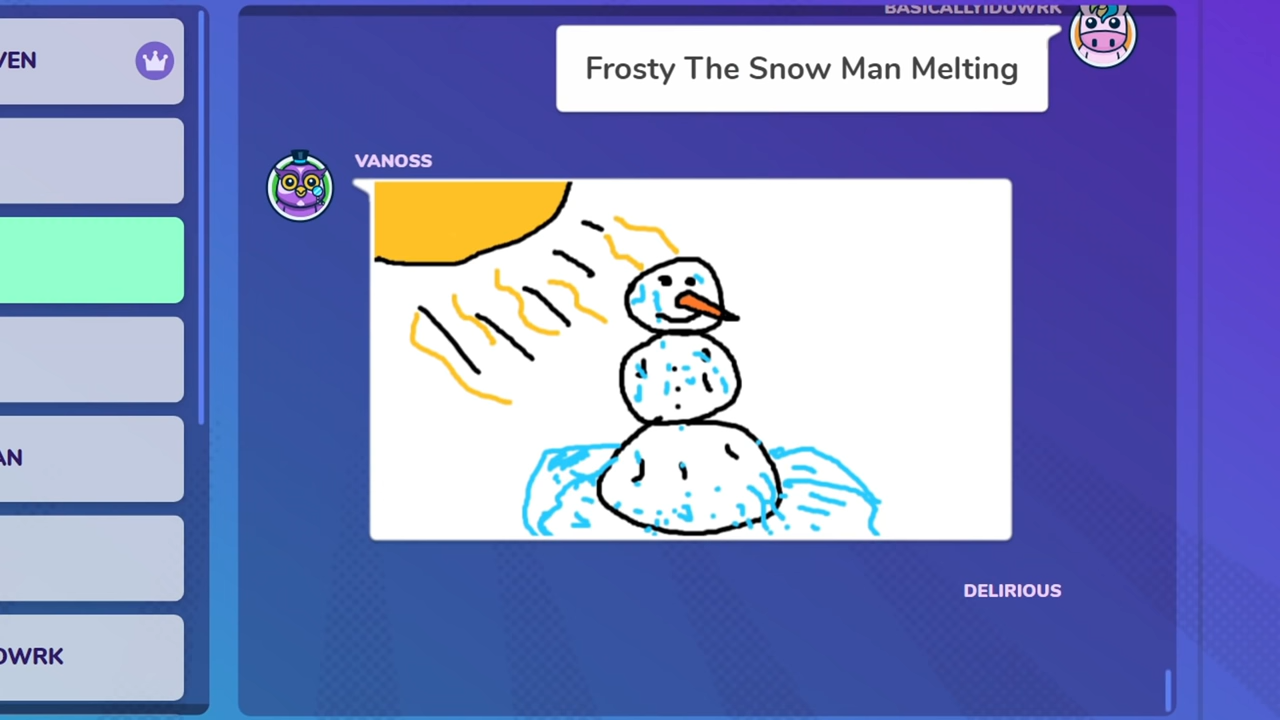 VEN
BASICALLYIDOWRK
Frosty The Snow Man Melting
VANOSS
AN
DELIRIOUS
OWRK